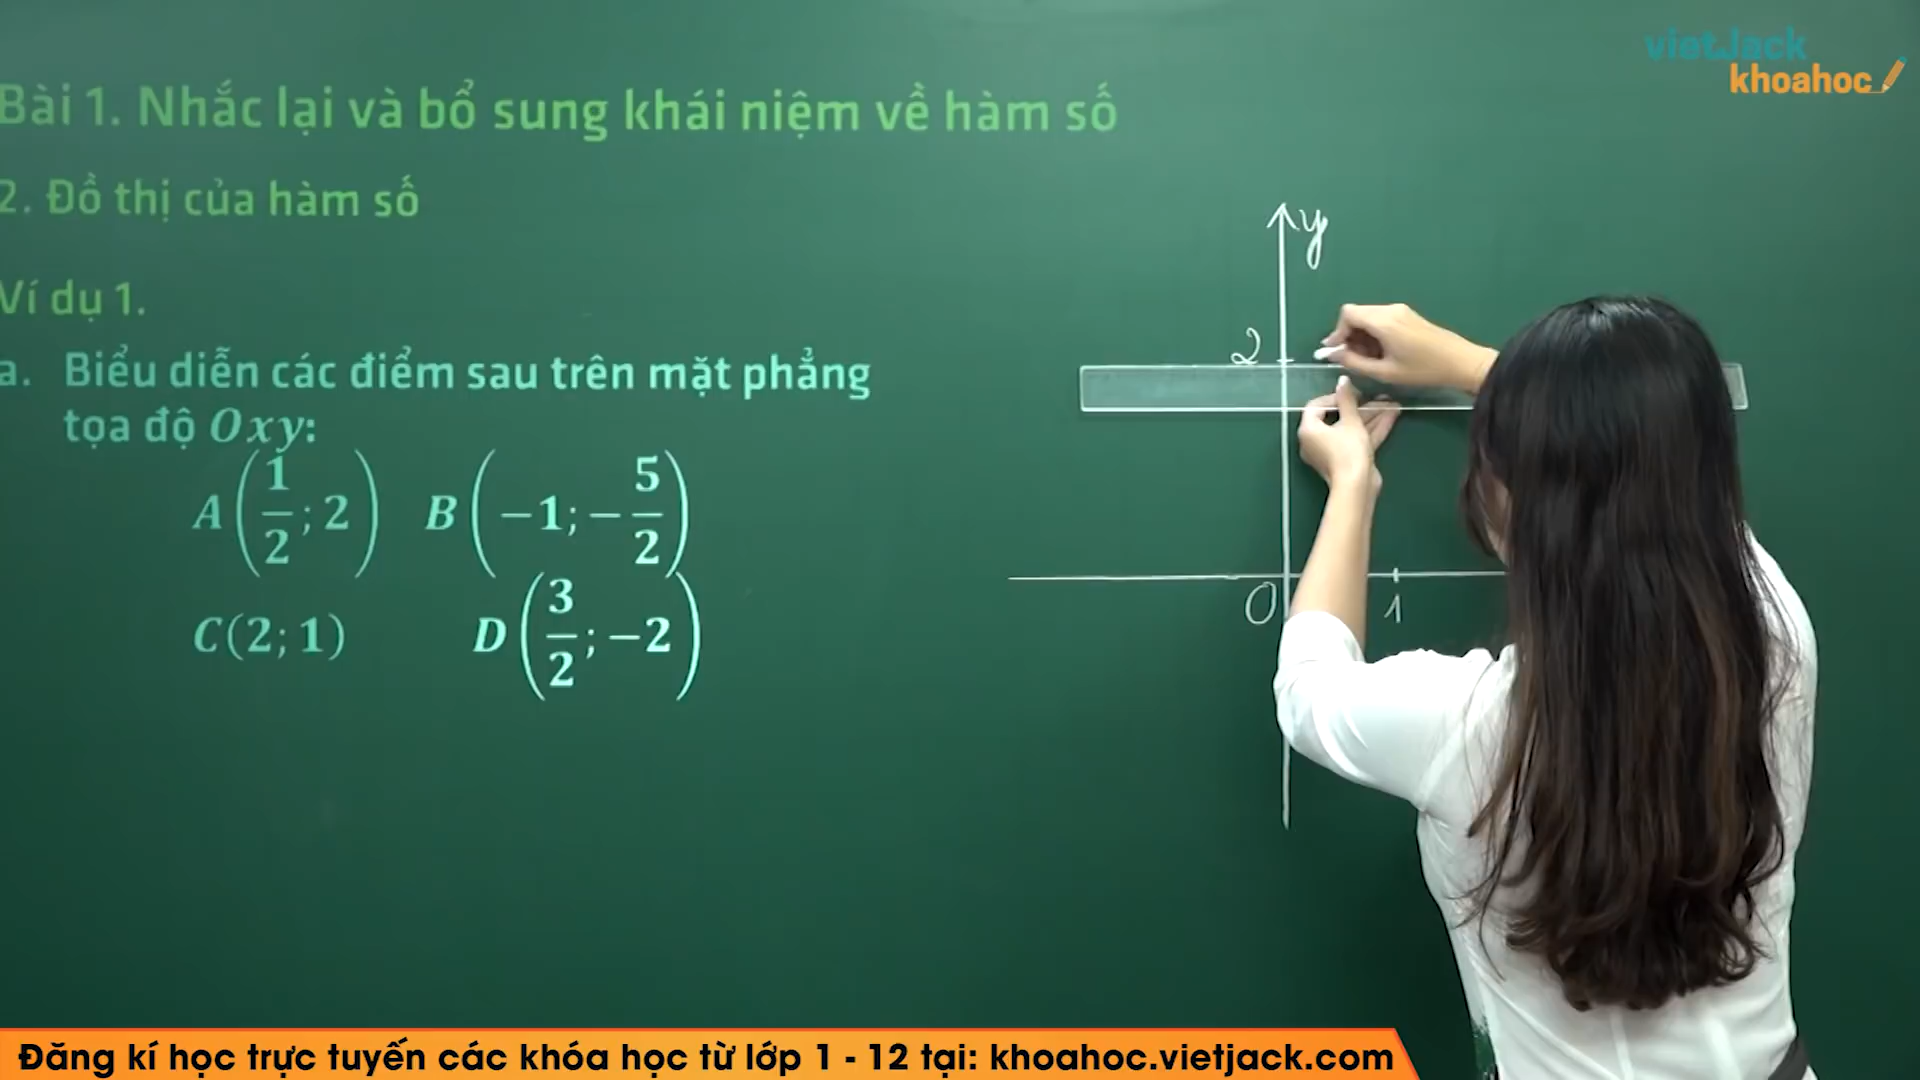 vietJack
khoahoc
Bài 1. Nhắc lại và bổ sung khái niệm về hàm số
2. Đồ thị của hàm số
Ví dụ 1.
a. Biểu diễn các điểm sau trên mặt phẳng
tọa độ Oxy:
A(1/2; 2) B(−1; −5/2)
C(2; 1) D(3/2; −2)
y
2
O
1
Đăng kí học trực tuyến các khóa học từ lớp 1 - 12 tại: khoahoc.vietjack.com